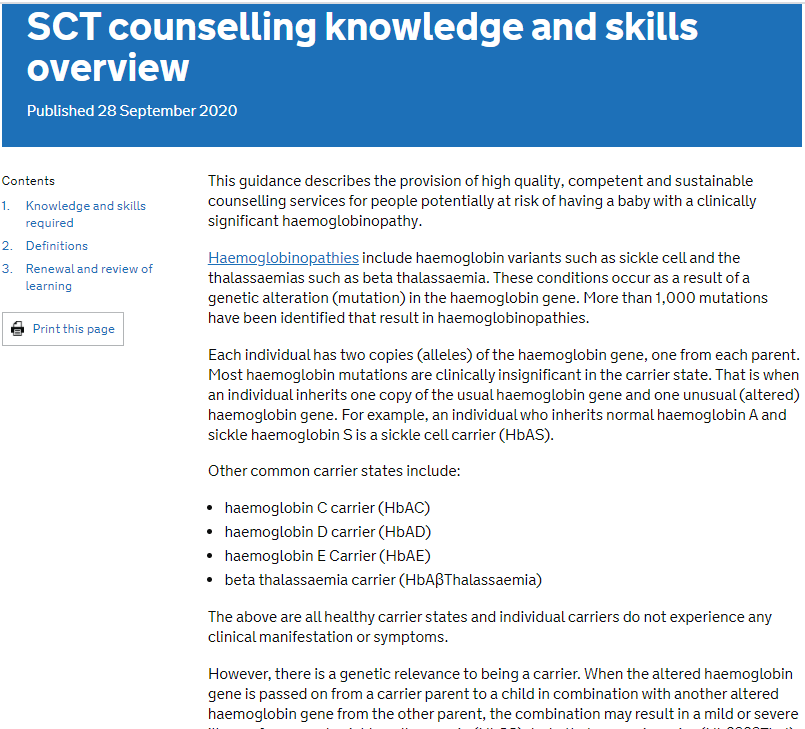 SCT counselling knowledge and skills
overview
Published 28 September 2020
Contents
1. Knowledge and skills
required
2. Definitions
3. Renewal and review of
learning
Print this page
This guidance describes the provision of high quality, competent and sustainable
counselling services for people potentially at risk of having a baby with a clinically
significant haemoglobinopathy.
Haemoglobinopathies include haemoglobin variants such as sickle cell and the
thalassaemias such as beta thalassaemia. These conditions occur as a result of a
genetic alteration (mutation) in the haemoglobin gene. More than 1,000 mutations
have been identified that result in haemoglobinopathies.
Each individual has two copies (alleles) of the haemoglobin gene, one from each parent.
Most haemoglobin mutations are clinically insignificant in the carrier state. That is when
an individual inherits one copy of the usual haemoglobin gene and one unusual (altered)
haemoglobin gene. For example, an individual who inherits normal haemoglobin A and
sickle haemoglobin S is a sickle cell carrier (HbAS).
Other common carrier states include:
• haemoglobin C carrier (HbAC)
• haemoglobin D carrier (HbAD)
• haemoglobin E Carrier (HbAE)
• beta thalassaemia carrier (HbAβThalassaemia)
The above are all healthy carrier states and individual carriers do not experience any
clinical manifestation or symptoms.
However, there is a genetic relevance to being a carrier. When the altered haemoglobin
gene is passed on from a carrier parent to a child in combination with another altered
haemoglobin gene from the other parent, the combination may result in a mild or severe